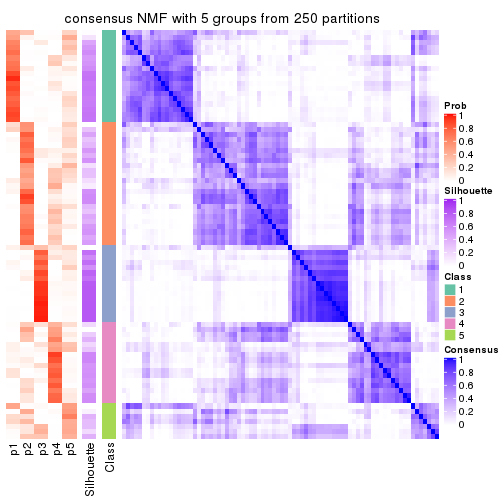 consensus NMF with 5 groups from 250 partitions
Prob
1
0.8
0.6
0.4
0.2
0
Silhouette
1
0.8
0.6
0.4
0.2
0
Class
1
2
3
4
5
Consensus
1
0.8
0.6
0.4
0.2
0
p1
p2
p3
p4
p5
Silhouette
Class